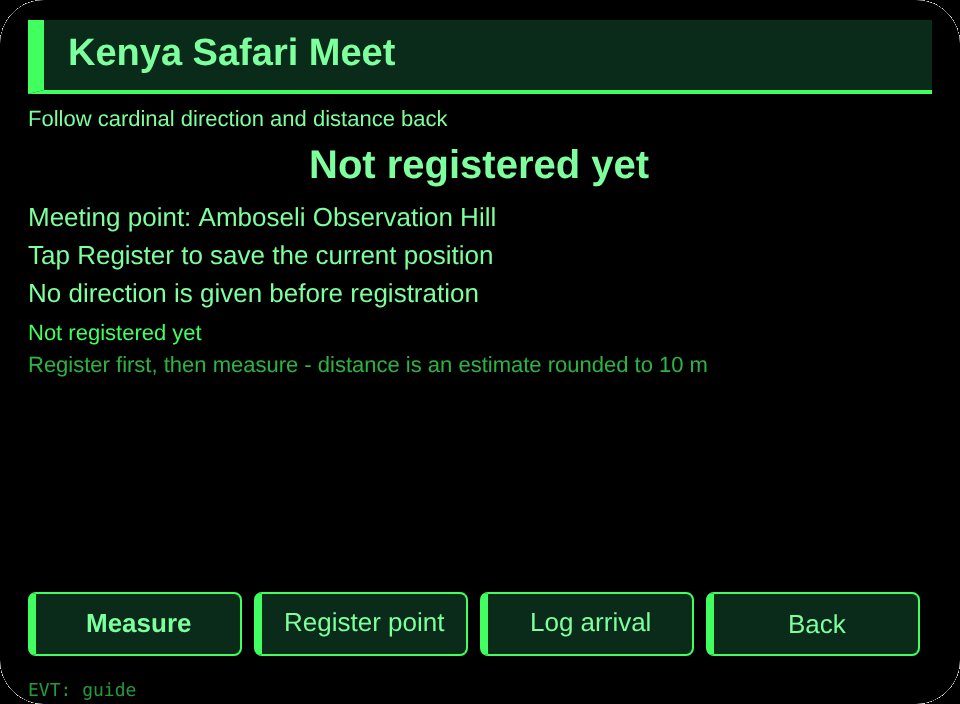 Kenya Safari Meet
Follow cardinal direction and distance back
Not registered yet
Meeting point: Amboseli Observation Hill
Tap Register to save the current position
No direction is given before registration
Not registered yet
Register first, then measure - distance is an estimate rounded to 10 m
Measure
Register point
Log arrival
Back
EVT: guide